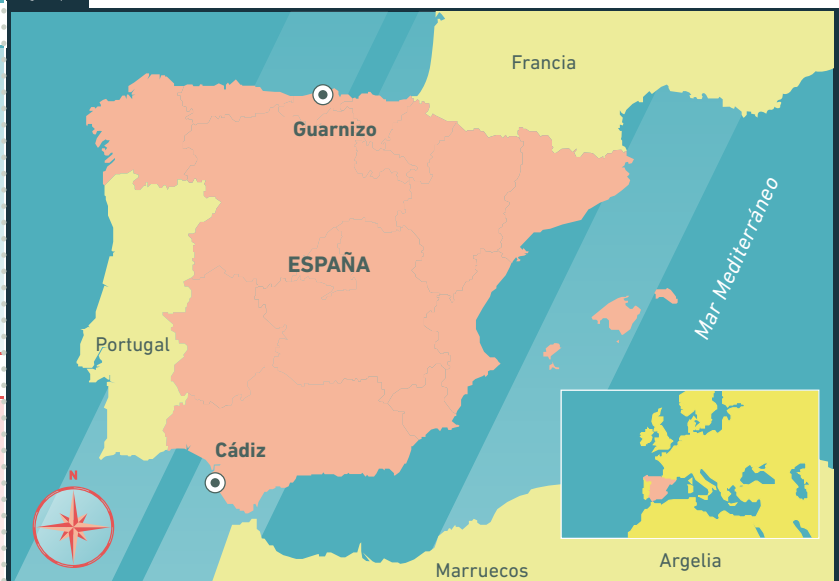 Francia
Guarnizo
ESPAÑA
Mar Mediterráneo
Portugal
Cádiz
N
Marruecos
Argelia